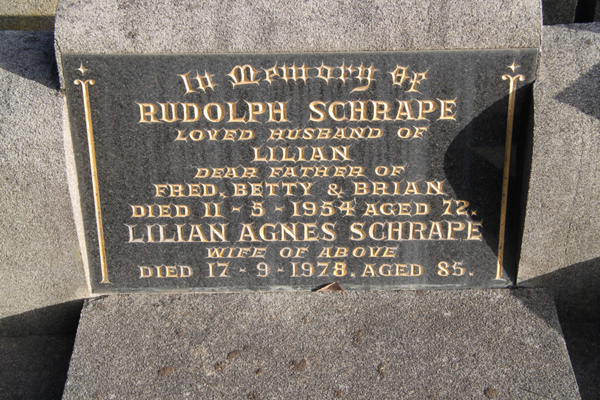 In Memory Of
RUDOLPH SCHRAPE
LOVED HUSBAND OF
LILIAN
DEAR FATHER OF
FRED, BETTY & BRIAN
DIED 11 - 5 - 1954 AGED 72.
LILIAN AGNES SCHRAPE
WIFE OF ABOVE
DIED 17 - 9 - 1978. AGED 85.